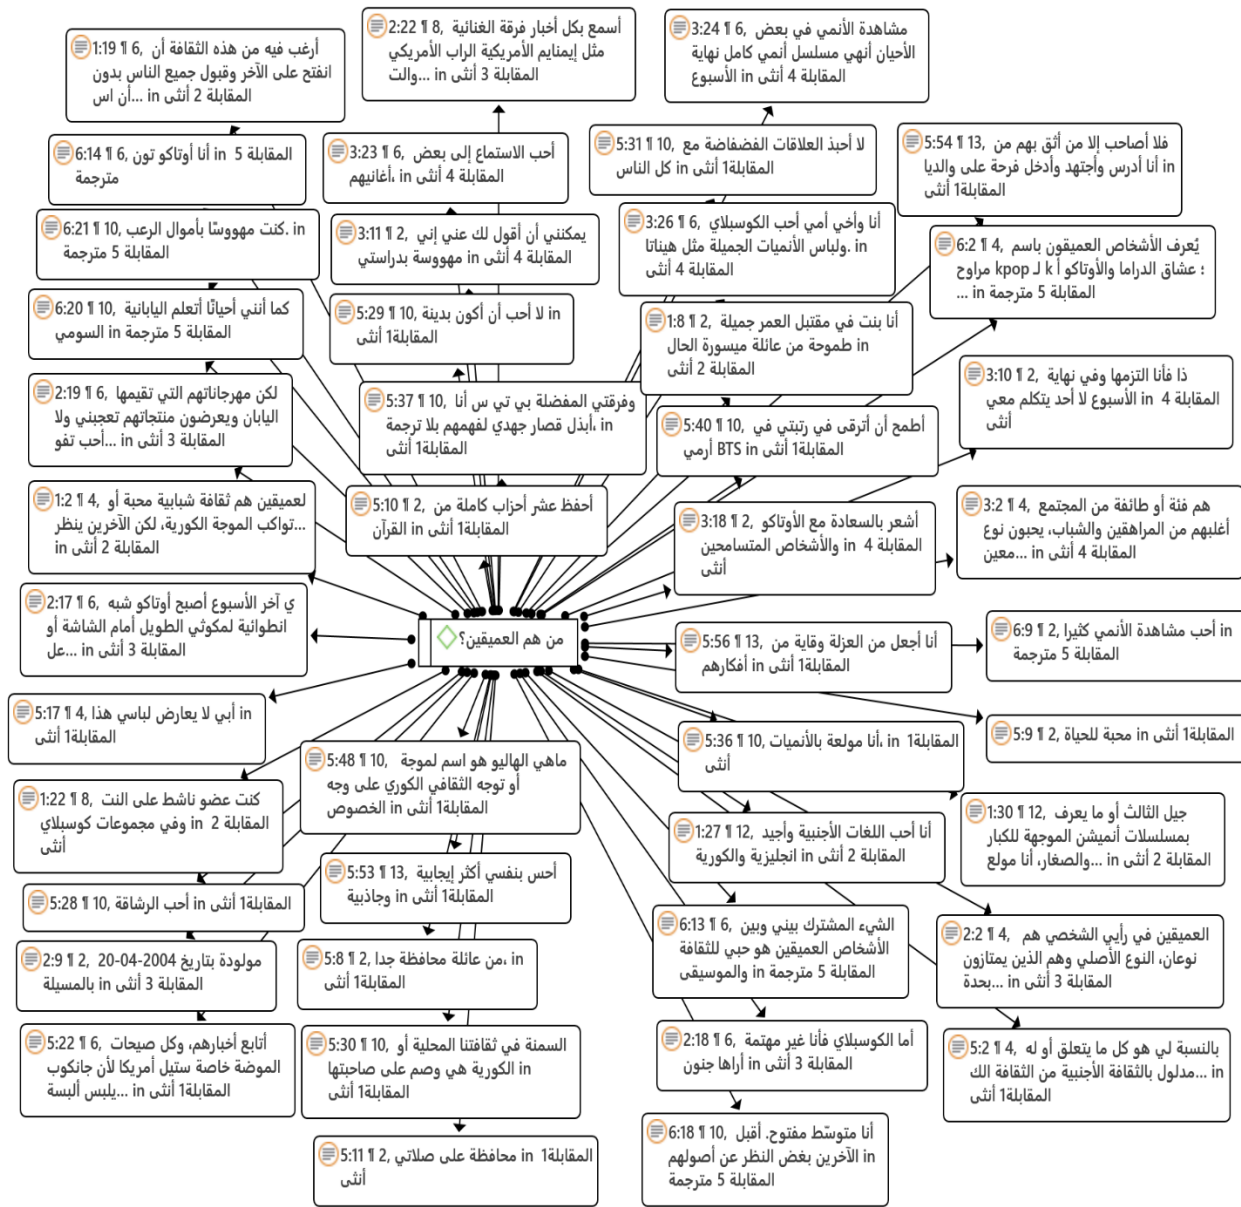 1:19 ¶ 6, أرغب فيه من هذه الثقافة أن
انفتح على الآخر وقبول جميع الناس بدون
أن اس... in المقابلة 2 أنثى
2:22 ¶ 8, أسمع بكل أخبار فرقة الغنائية
مثل إيمنايم الأمريكية الراب الأمريكي
والت... in المقابلة 3 أنثى
3:24 ¶ 6, مشاهدة الأنمي في بعض
الأحيان أنهي مسلسل أنمي كامل نهاية
الأسبوع in المقابلة 4 أنثى
6:14 ¶ 6, أنا أوتاكو تون in المقابلة 5
مترجمة
3:23 ¶ 6, أحب الاستماع إلى بعض
أغانيهم، in المقابلة 4 أنثى
5:31 ¶ 10, لا أحبذ العلاقات الفضفاضة مع
كل الناس in المقابلة1 أنثى
5:54 ¶ 13, فلا أصاحب إلا من أثق بهم من
أنا أدرس وأجتهد وأدخل فرحة على والديا in
المقابلة1 أنثى
6:21 ¶ 10, كنت مهووسًا بأموال الرعب. in
المقابلة 5 مترجمة
3:11 ¶ 2, يمكنني أن أقول لك عني إني
مهووسة بدراستي in المقابلة 4 أنثى
3:26 ¶ 6, أنا وأخي أمي أحب الكوسبلاي
ولباس الأنميات الجميلة مثل هيناتا. in
المقابلة 4 أنثى
6:2 ¶ 4, يُعرف الأشخاص العميقون باسم
عشاق الدراما والأوتاكو أ k لـ kpop مراوح ؛
... in المقابلة 5 مترجمة
6:20 ¶ 10, كما أنني أحيانًا أتعلم اليابانية
السومي in المقابلة 5 مترجمة
5:29 ¶ 10, لا أحب أن أكون بدينة in
المقابلة1 أنثى
1:8 ¶ 2, أنا بنت في مقتبل العمر جميلة
طموحة من عائلة ميسورة الحال in
المقابلة 2 أنثى
3:10 ¶ 2, ذا فأنا التزمها وفي نهاية
الأسبوع لا أحد يتكلم معي in المقابلة 4
أنثى
2:19 ¶ 6, لكن مهرجاناتهم التي تقيمها
اليابان ويعرضون منتجاتهم تعجبني ولا
أحب تفو... in المقابلة 3 أنثى
5:37 ¶ 10, وفرقتي المفضلة بي تي س أنا
أبذل قصار جهدي لفهمهم بلا ترجمة، in
المقابلة1 أنثى
5:40 ¶ 10, أطمح أن أترقى في رتبتي في
أرمي BTS in المقابلة1 أنثى
1:2 ¶ 4, لعميقين هم ثقافة شبابية محبة أو
تواكب الموجة الكورية، لكن الآخرين ينظر...
in المقابلة 2 أنثى
5:10 ¶ 2, أحفظ عشر أحزاب كاملة من
القرآن in المقابلة1 أنثى
3:18 ¶ 2, أشعر بالسعادة مع الأوتاكو
والأشخاص المتسامحين in المقابلة 4
أنثى
3:2 ¶ 4, هم فئة أو طائفة من المجتمع
أغلبهم من المراهقين والشباب، يحبون نوع
معين... in المقابلة 4 أنثى
2:17 ¶ 6, ي آخر الأسبوع أصبح أوتاكو شبه
انطوائية لمكوثي الطويل أمام الشاشة أو
عل... in المقابلة 3 أنثى
من هم العميقين؟
5:56 ¶ 13, أنا أجعل من العزلة وقاية من
أفكارهم in المقابلة1 أنثى
6:9 ¶ 2, أحب مشاهدة الأنمي كثيرا in
المقابلة 5 مترجمة
5:17 ¶ 4, أبي لا يعارض لباسي هذا in
المقابلة1 أنثى
5:48 ¶ 10, ماهي الهاليو هو اسم لموجة
أو توجه الثقافي الكوري على وجه
الخصوص in المقابلة1 أنثى
5:36 ¶ 10, أنا مولعة بالأنميات، in المقابلة1
أنثى
5:9 ¶ 2, محبة للحياة in المقابلة1 أنثى
1:22 ¶ 8, كنت عضو ناشط على النت
وفي مجموعات كوسبلاي in المقابلة 2
أنثى
1:27 ¶ 12, أنا أحب اللغات الأجنبية وأجيد
انجليزية والكورية in المقابلة 2 أنثى
1:30 ¶ 12, جيل الثالث أو ما يعرف
بمسلسلات أنميشن الموجهة للكبار
والصغار، أنا مولع... in المقابلة 2 أنثى
5:28 ¶ 10, أحب الرشاقة in المقابلة1 أنثى
5:53 ¶ 13, أحس بنفسي أكثر إيجابية
وجاذبية in المقابلة1 أنثى
6:13 ¶ 6, الشيء المشترك بيني وبين
الأشخاص العميقين هو حبي للثقافة
والموسيقى in المقابلة 5 مترجمة
2:2 ¶ 4, العميقين في رأيي الشخصي هم
نوعان، النوع الأصلي وهم الذين يمتازون
بحدة... in المقابلة 3 أنثى
2:9 ¶ 2, مولودة بتاريخ 20-04-2004
بالمسيلة in المقابلة 3 أنثى
5:8 ¶ 2, من عائلة محافظة جدا، in
المقابلة1 أنثى
5:22 ¶ 6, أتابع أخبارهم، وكل صيحات
الموضة خاصة ستيل أمريكا لأن جانكوب
يلبس ألبسة... in المقابلة1 أنثى
5:30 ¶ 10, السمنة في ثقافتنا المحلية أو
الكورية هي وصم على صاحبتها in
المقابلة1 أنثى
2:18 ¶ 6, أما الكوسبلاي فأنا غير مهتمة
أراها جنون in المقابلة 3 أنثى
5:2 ¶ 4, بالنسبة لي هو كل ما يتعلق أو له
مدلول بالثقافة الأجنبية من الثقافة الك... in
المقابلة1 أنثى
5:11 ¶ 2, محافظة على صلاتي in المقابلة1
أنثى
6:18 ¶ 10, أنا متوسّط مفتوح. أقبل
الآخرين بغض النظر عن أصولهم in
المقابلة 5 مترجمة